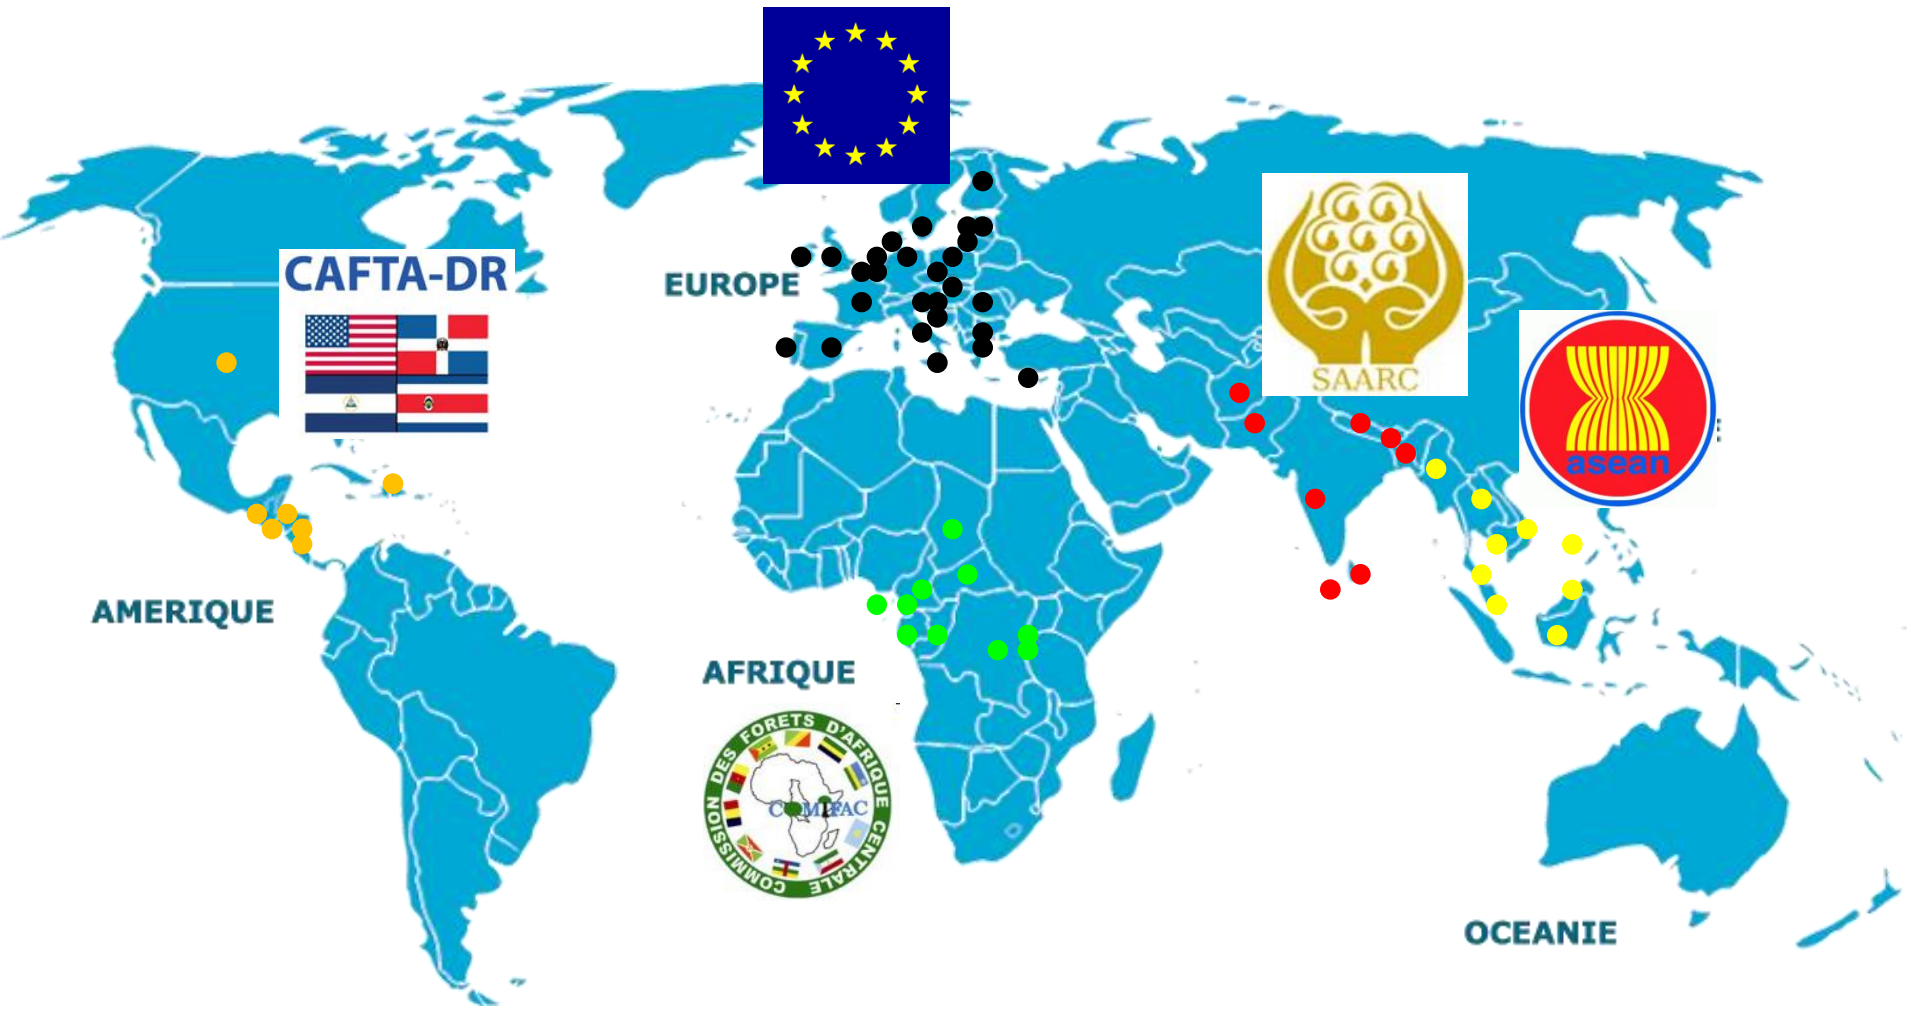 CAFTA-DR
EUROPE
SAARC
asean
AMERIQUE
AFRIQUE
COMMISSION DES FORETS D'AFRIQUE CENTRALE
COMIFAC
OCEANIE